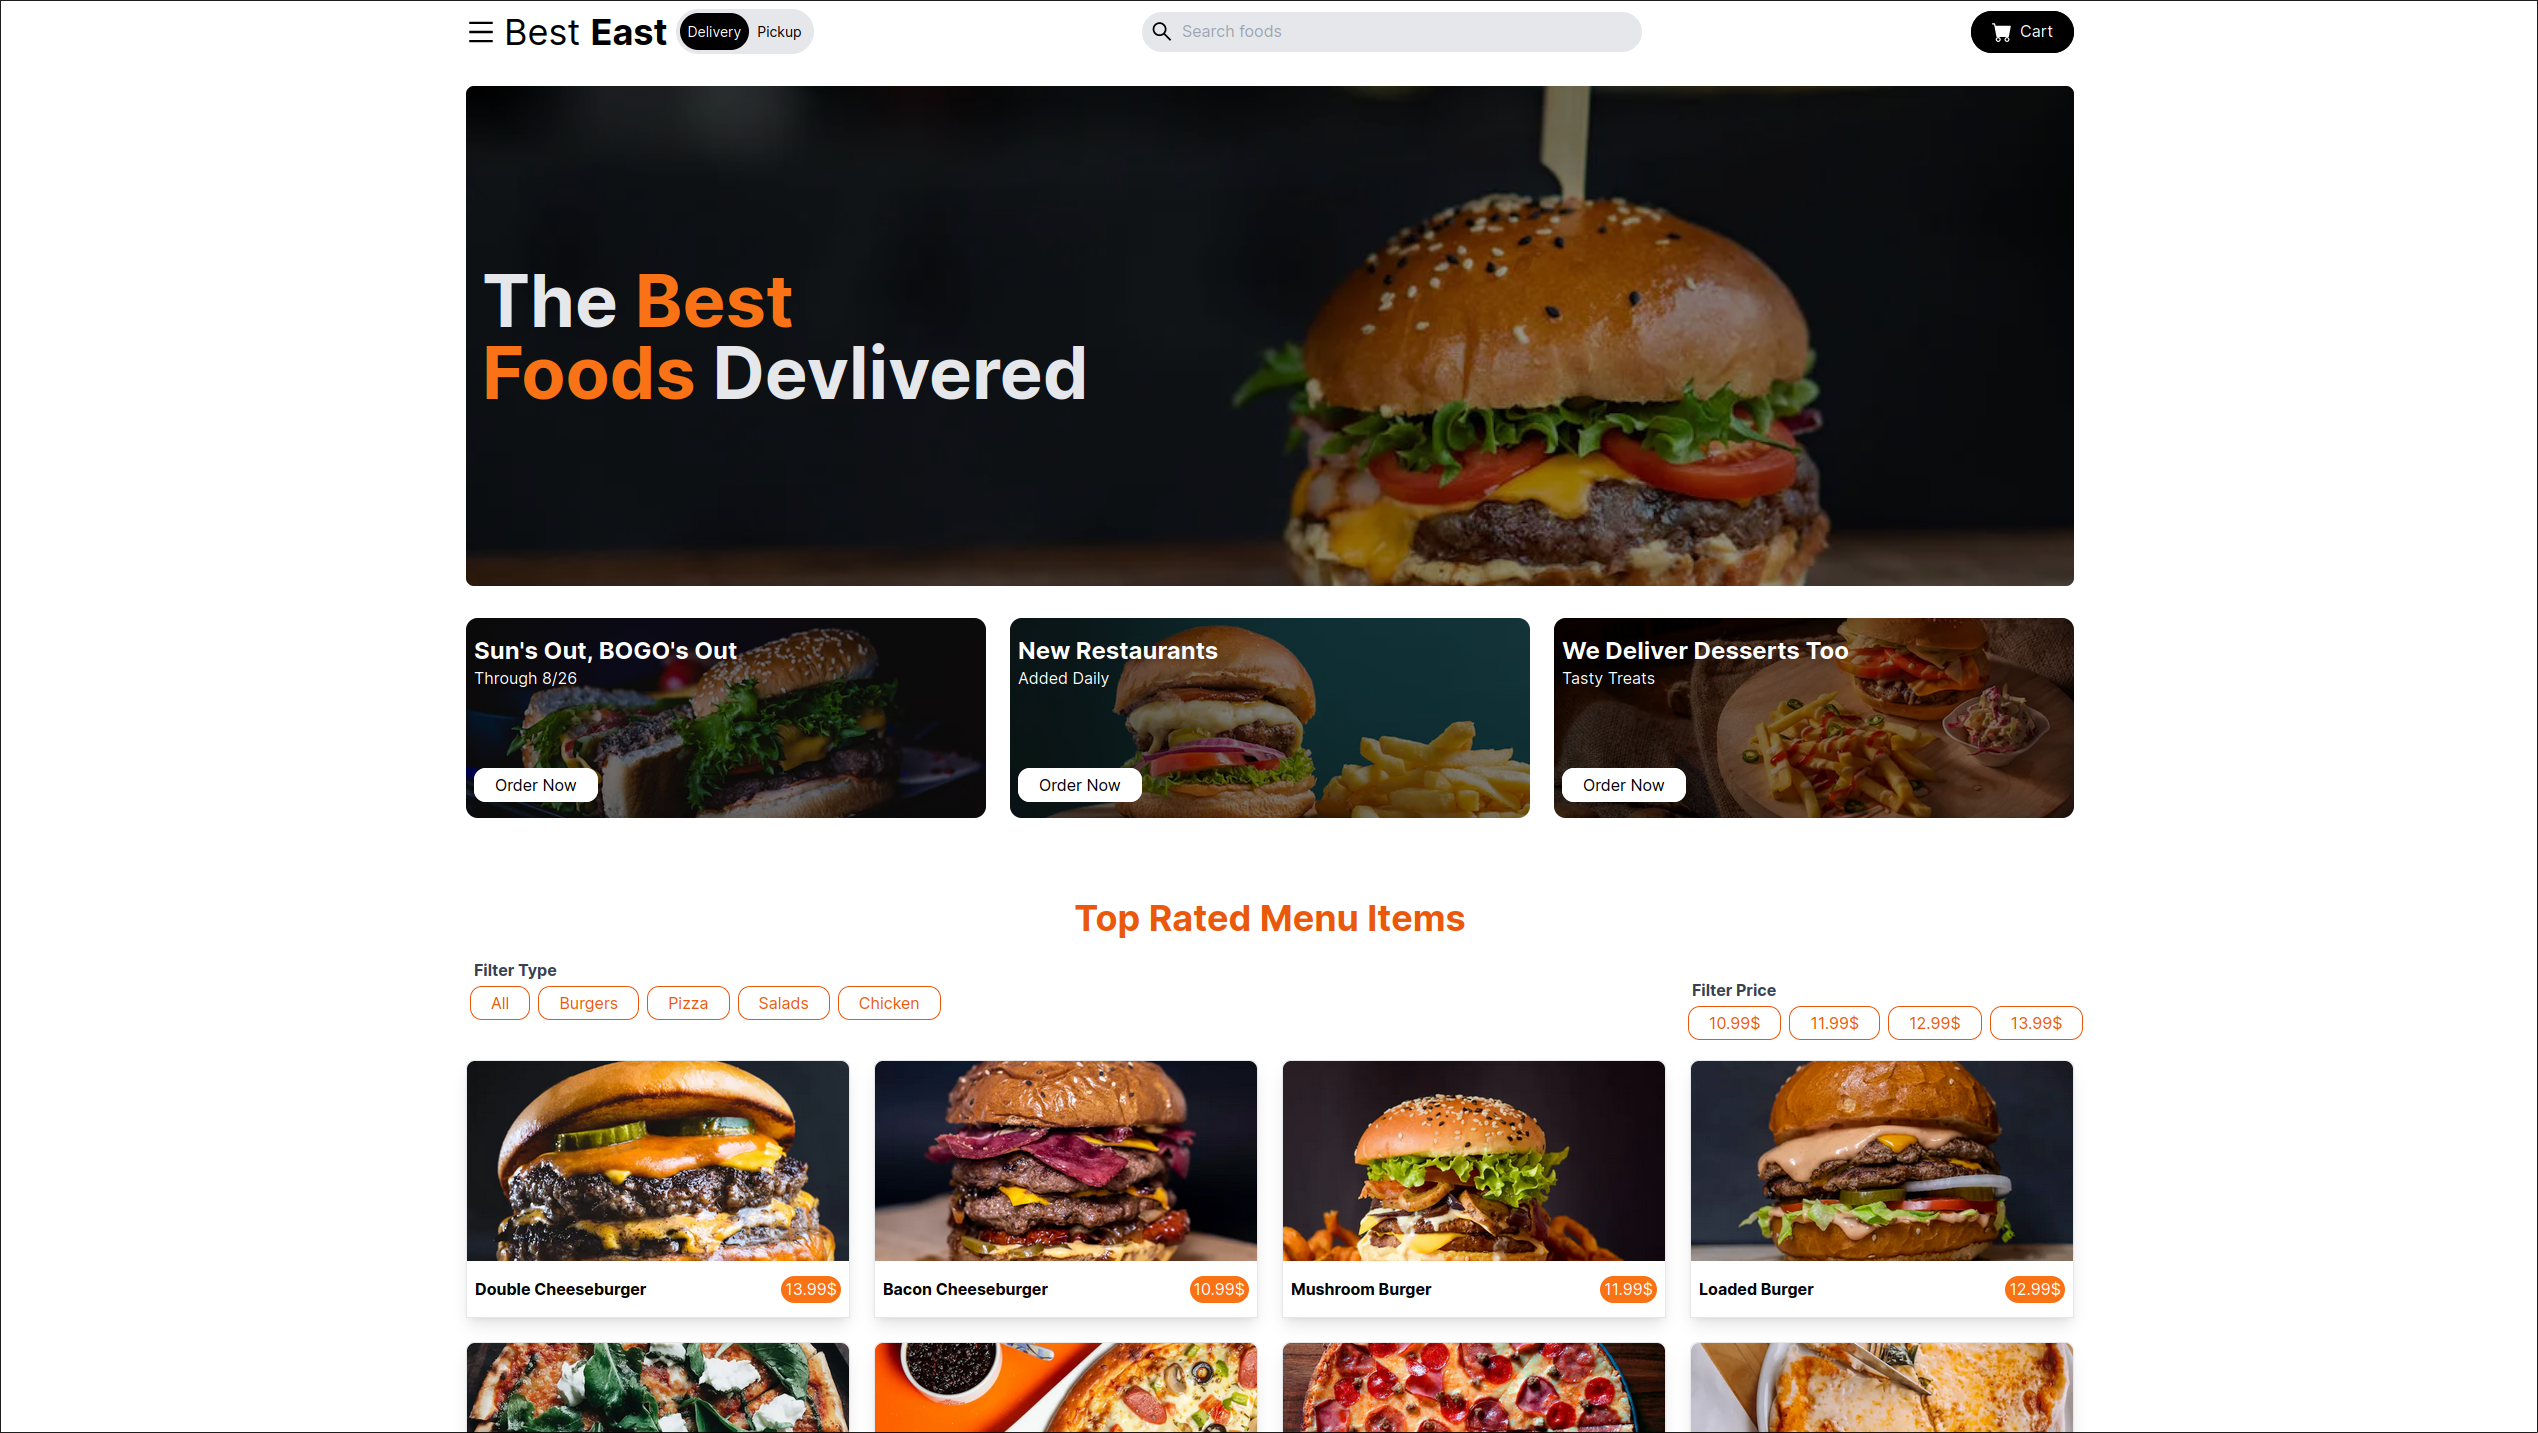 Best East
Delivery Pickup
Search foods
Cart
The Best
Foods Devlivered
Sun's Out, BOGO's Out
Through 8/26
Order Now
New Restaurants
Added Daily
Order Now
We Deliver Desserts Too
Tasty Treats
Order Now
Top Rated Menu Items
Filter Type
All Burgers Pizza Salads Chicken
Filter Price
10.99$ 11.99$ 12.99$ 13.99$
Double Cheeseburger 13.99$
Bacon Cheeseburger 10.99$
Mushroom Burger 11.99$
Loaded Burger 12.99$